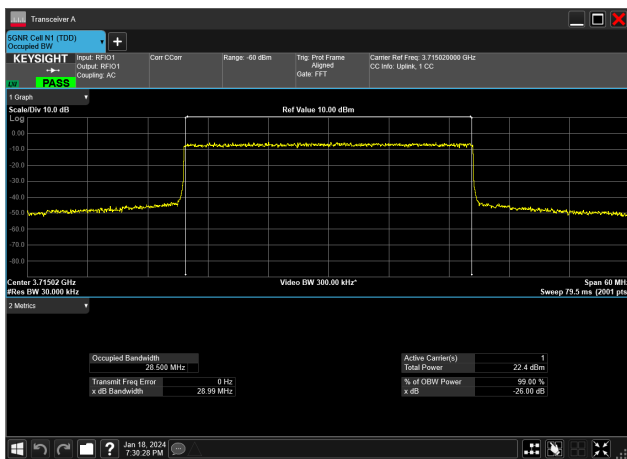 Transceiver A
5GNR Cell N1 (TDD)
Occupied BW
KEYSIGHT
LXI
PASS
Input: RFIO1
Output: RFIO1
Coupling: AC
Corr CCorr
Range: -60 dBm
Trig: Prot Frame
Aligned
Gate: FFT
Carrier Ref Freq: 3.715020000 GHz
CC Info: Uplink, 1 CC
1 Graph
Scale/Div 10.0 dB
Ref Value 10.00 dBm
Log
0.00
-10.0
-20.0
-30.0
-40.0
-50.0
-60.0
-70.0
-80.0
Center 3.71502 GHz
Video BW 300.00 kHz*
Span 60 MHz
#Res BW 30.000 kHz
Sweep 79.5 ms (2001 pts
2 Metrics
Occupied Bandwidth
28.500 MHz
Transmit Freq Error 0 Hz
x dB Bandwidth 28.99 MHz
Active Carrier(s) 1
Total Power 22.4 dBm
% of OBW Power 99.00 %
x dB -26.00 dB
Jan 18, 2024
7:30:28 PM